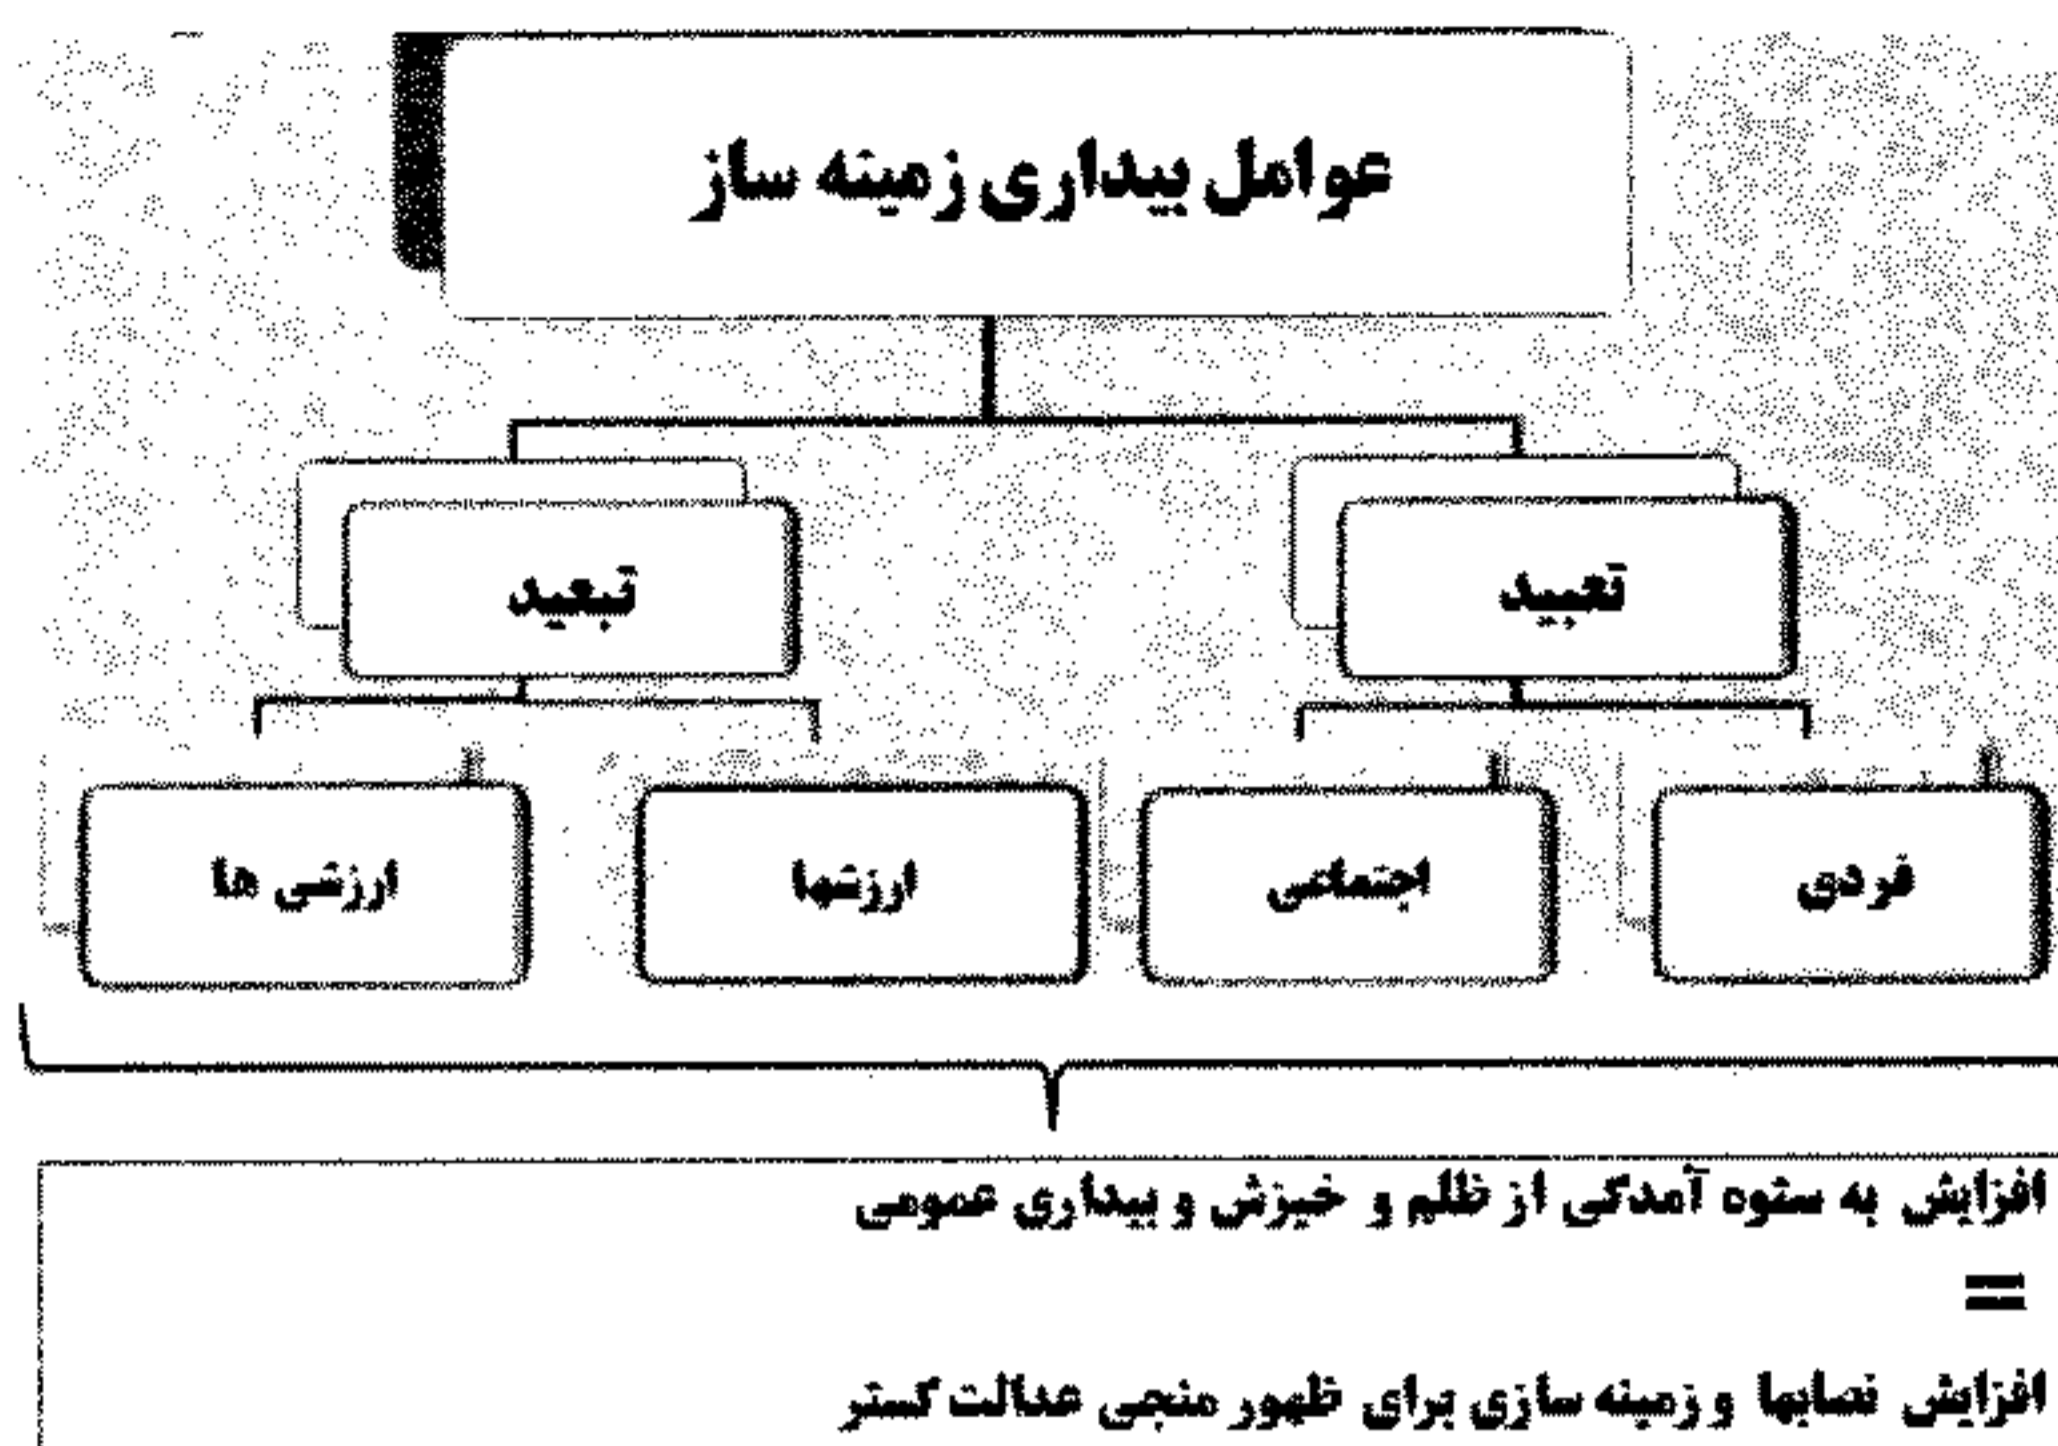 عوامل بیداری زمینه ساز
تعبید
تبعید
فردی
اجتماعی
ارزشها
ارزشی ها
افزایش به ستوه آمدگی از ظلم و خیزش و بیداری عمومی
=
افزایش نصابها و زمینه سازی برای ظهور منجی عدالت گستر